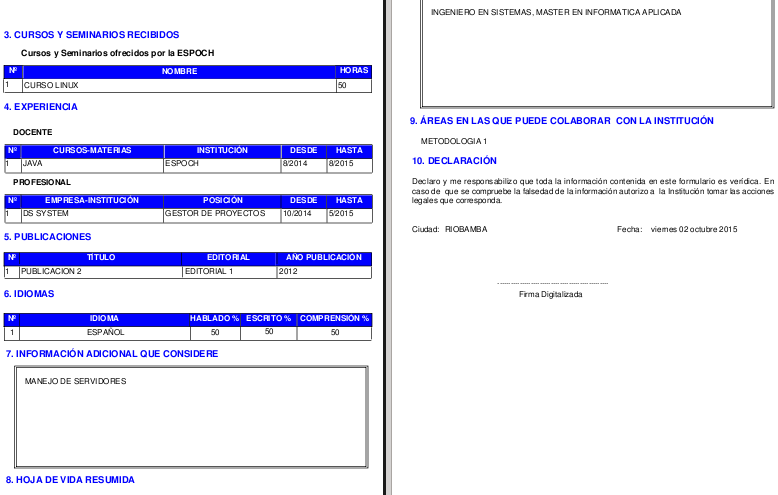 3. CURSOS Y SEMINARIOS RECIBIDOS
Cursos y Seminarios ofrecidos por la ESPOCH
Nº NOMBRE HORAS
1 CURSO LINUX 50
4. EXPERIENCIA
DOCENTE
Nº CURSOS-MATERIAS INSTITUCIÓN DESDE HASTA
1 JAVA ESPOCH 8/2014 8/2015
PROFESIONAL
Nº EMPRESA-INSTITUCIÓN POSICIÓN DESDE HASTA
1 DS SYSTEM GESTOR DE PROYECTOS 10/2014 5/2015
5. PUBLICACIONES
Nº TÍTULO EDITORIAL AÑO PUBLICACIÓN
1 PUBLICACION 2 EDITORIAL 1 2012
6. IDIOMAS
Nº IDIOMA HABLADO % ESCRITO % COMPRENSIÓN %
1 ESPAÑOL 50 50 50
7. INFORMACIÓN ADICIONAL QUE CONSIDERE
MANEJO DE SERVIDORES
8. HOJA DE VIDA RESUMIDA
INGENIERO EN SISTEMAS, MASTER EN INFORMATICA APLICADA
9. ÁREAS EN LAS QUE PUEDE COLABORAR CON LA INSTITUCIÓN
METODOLOGIA 1
10. DECLARACIÓN
Declaro y me responsabilizo que toda la información contenida en este formulario es verídica. En
caso de que se compruebe la falsedad de la información autorizo a la Institución tomar las acciones
legales que corresponda.
Ciudad: RIOBAMBA Fecha: viernes 02 octubre 2015
Firma Digitalizada